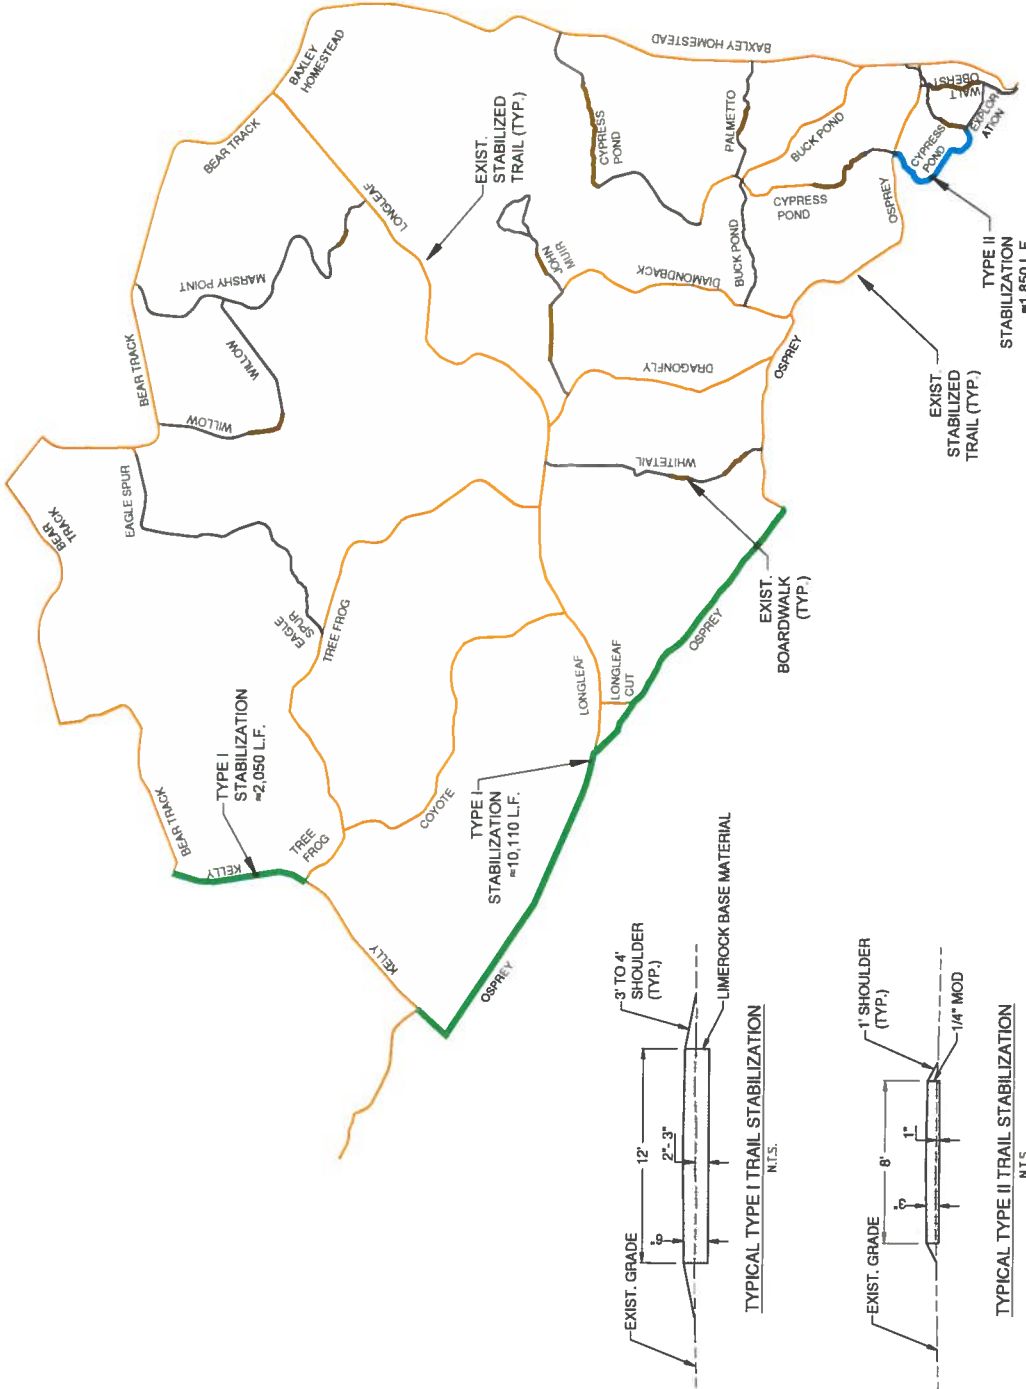 BAXLEY
HOMESTEAD
BEAR TRACK
BAXLEY HOMESTEAD
LONGLEAF
EXIST.
STABILIZED
TRAIL (TYP.)
CYPRESS
POND
PALMETTO
BUCK POND
WALT
OBERST
EXPLOR
ATION
CYPRESS
POND
CYPRESS
POND
OSPREY
TYPE II
STABILIZATION
≈1,850 L.F.
MARSHY POINT
JOHN
MUIR
DIAMONDBACK
BUCK POND
BEAR TRACK
WILLOW
WILLOW
DRAGONFLY
OSPREY
EXIST.
STABILIZED
TRAIL (TYP.)
WHITETAIL
EAGLE SPUR
BEAR
TRACK
EAGLE
SPUR
TREE FROG
EXIST.
BOARDWALK
(TYP.)
OSPREY
LONGLEAF
LONGLEAF
CUT
TYPE I
STABILIZATION
≈2,050 L.F.
BEAR TRACK
KELLY
TREE
FROG
COYOTE
TYPE I
STABILIZATION
≈10,110 L.F.
KELLY
OSPREY
3' TO 4'
SHOULDER
(TYP.)
LIMEROCK BASE MATERIAL
12'
2"- 3"
6"
EXIST. GRADE
TYPICAL TYPE I TRAIL STABILIZATION
N.T.S.
1' SHOULDER
(TYP.)
1/4" MOD
8'
1"
3"
EXIST. GRADE
TYPICAL TYPE II TRAIL STABILIZATION
N.T.S.